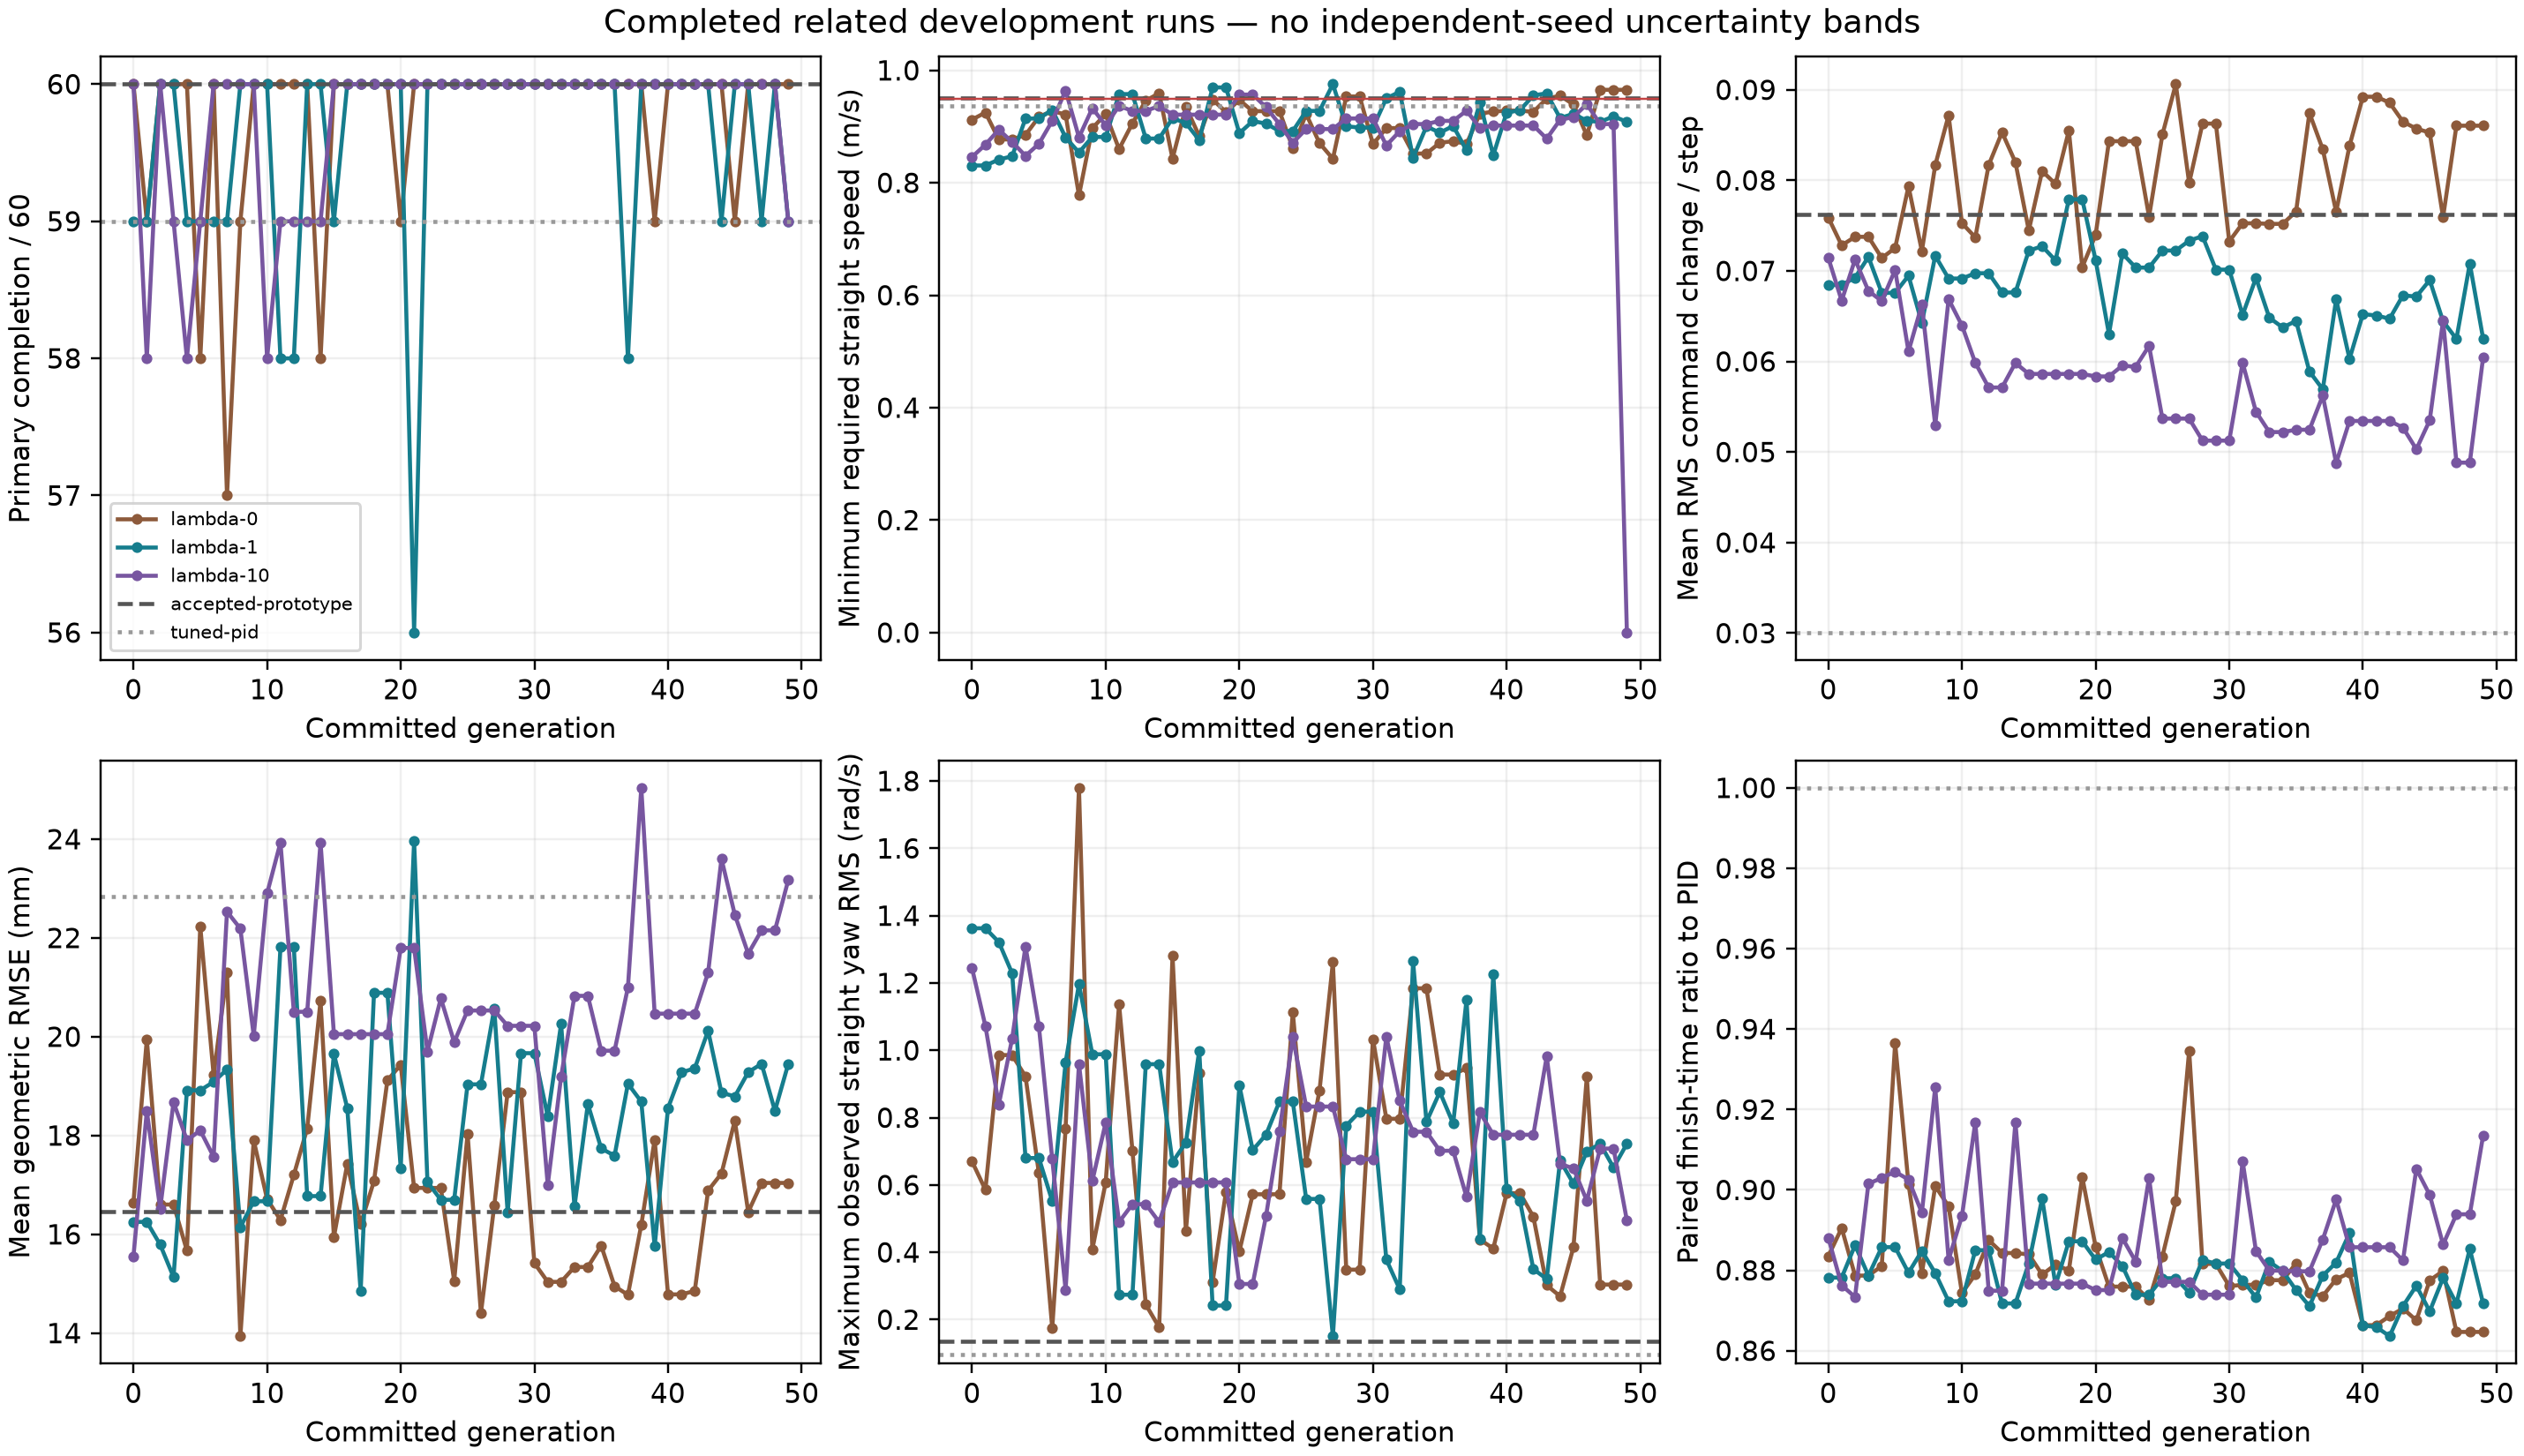 Completed related development runs — no independent-seed uncertainty bands
Primary completion / 60
60
59
58
57
56
lambda-0
lambda-1
lambda-10
accepted-prototype
tuned-pid
0 10 20 30 40 50
Committed generation
Minimum required straight speed (m/s)
1.0
0.8
0.6
0.4
0.2
0.0
0 10 20 30 40 50
Committed generation
Mean RMS command change / step
0.09
0.08
0.07
0.06
0.05
0.04
0.03
0 10 20 30 40 50
Committed generation
Mean geometric RMSE (mm)
24
22
20
18
16
14
0 10 20 30 40 50
Committed generation
Maximum observed straight yaw RMS (rad/s)
1.8
1.6
1.4
1.2
1.0
0.8
0.6
0.4
0.2
0 10 20 30 40 50
Committed generation
Paired finish-time ratio to PID
1.00
0.98
0.96
0.94
0.92
0.90
0.88
0.86
0 10 20 30 40 50
Committed generation